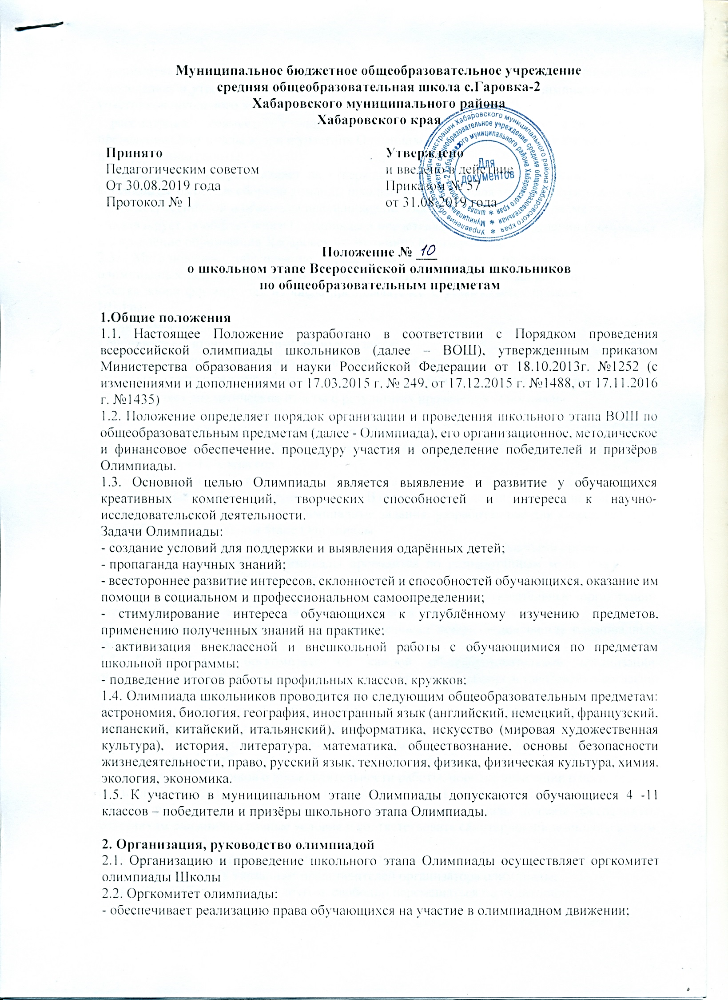 Муниципальное бюджетное общеобразовательное учреждение
средняя общеобразовательная школа с.Гаровка-2
Хабаровского муниципального района
Хабаровского края
Принято
Педагогическим советом
От 30.08.2019 года
Протокол № 1
Утверждено
и введено в действие
Приказом № 57
от 31.08.2019 года
Управление образования администрации Хабаровского муниципального района Хабаровского края
Муниципальное бюджетное общеобразовательное учреждение средняя общеобразовательная
школа с. Гаровка-2 Хабаровского муниципального района Хабаровского края
Для
документов
Положение № 10
о школьном этапе Всероссийской олимпиады школьников
по общеобразовательным предметам
1.Общие положения
1.1. Настоящее Положение разработано в соответствии с Порядком проведения
всероссийской олимпиады школьников (далее – ВОШ), утвержденным приказом
Министерства образования и науки Российской Федерации от 18.10.2013г. №1252 (с
изменениями и дополнениями от 17.03.2015 г. № 249, от 17.12.2015 г. №1488, от 17.11.2016
г. №1435)
1.2. Положение определяет порядок организации и проведения школьного этапа ВОШ по
общеобразовательным предметам (далее - Олимпиада), его организационное, методическое
и финансовое обеспечение, процедуру участия и определение победителей и призёров
Олимпиады.
1.3. Основной целью Олимпиады является выявление и развитие у обучающихся
креативных компетенций, творческих способностей и интереса к научно-
исследовательской деятельности.
Задачи Олимпиады:
- создание условий для поддержки и выявления одарённых детей;
- пропаганда научных знаний;
- всестороннее развитие интересов, склонностей и способностей обучающихся, оказание им
помощи в социальном и профессиональном самоопределении;
- стимулирование интереса обучающихся к углублённому изучению предметов,
применению полученных знаний на практике;
- активизация внеклассной и внешкольной работы с обучающимися по предметам
школьной программы;
- подведение итогов работы профильных классов, кружков;
1.4. Олимпиада школьников проводится по следующим общеобразовательным предметам:
астрономия, биология, география, иностранный язык (английский, немецкий, французский,
испанский, китайский, итальянский), информатика, искусство (мировая художественная
культура), история, литература, математика, обществознание, основы безопасности
жизнедеятельности, право, русский язык, технология, физика, физическая культура, химия,
экология, экономика.
1.5. К участию в муниципальном этапе Олимпиады допускаются обучающиеся 4 -11
классов – победители и призёры школьного этапа Олимпиады.
2. Организация, руководство олимпиадой
2.1. Организацию и проведение школьного этапа Олимпиады осуществляет оргкомитет
олимпиады Школы
2.2. Оргкомитет олимпиады:
- обеспечивает реализацию права обучающихся на участие в олимпиадном движении;